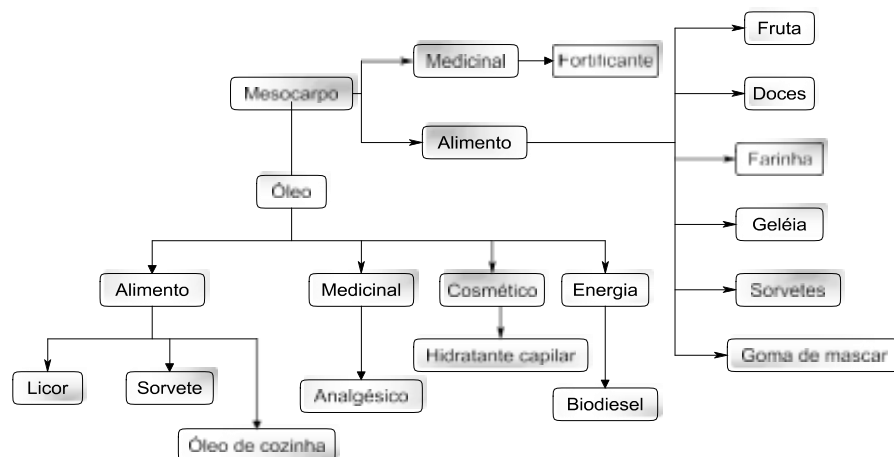 Fruta
Medicinal
Fortificante
Mesocarpo
Doces
Alimento
Farinha
Óleo
Geléia
Alimento
Medicinal
Cosmético
Energia
Sorvetes
Hidratante capilar
Goma de mascar
Licor
Sorvete
Analgésico
Biodiesel
Óleo de cozinha